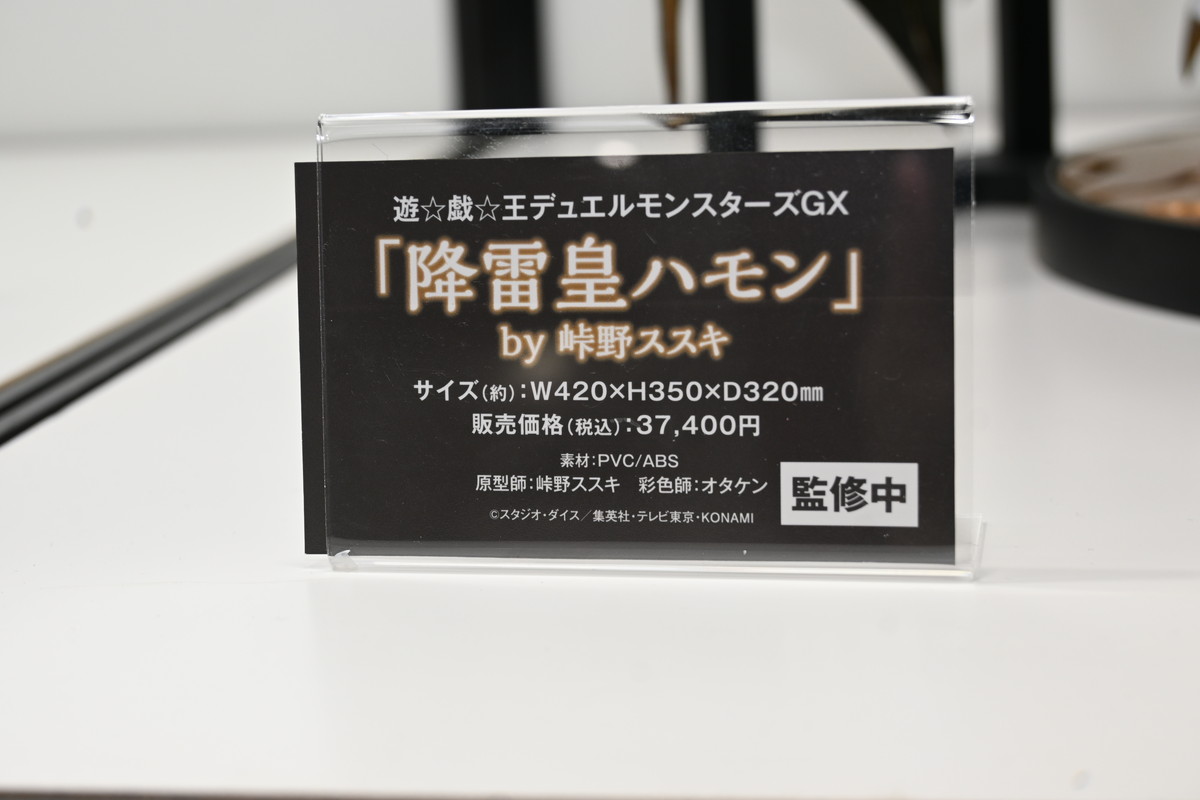 遊☆戯☆王デュエルモンスターズGX
「降雷皇ハモン」
by 峠野ススキ
サイズ(約):W420×H350×D320㎜
販売価格(税込):37,400円
素材:PVC/ABS
原型師:峠野ススキ 彩色師:オタケン
監修中
©スタジオ・ダイス/集英社・テレビ東京・KONAMI